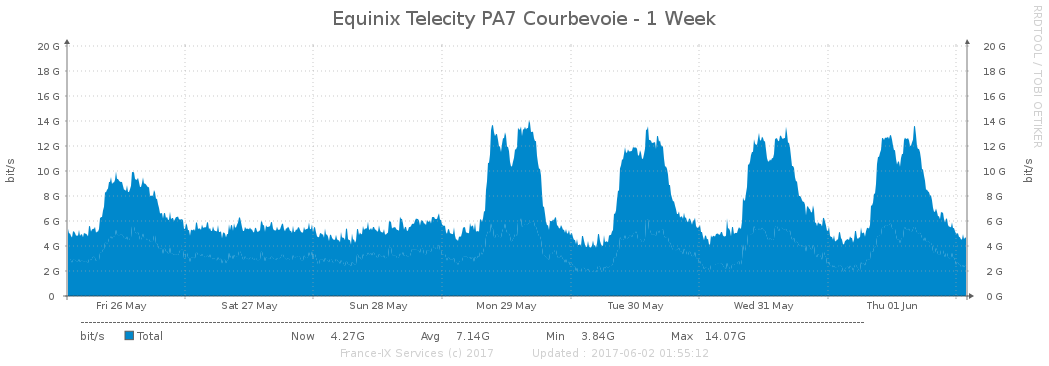 Equinix Telecity PA7 Courbevoie - 1 Week
RRDTOOL / TOBI OETIKER
bit/s
20 G 20 G
18 G 18 G
16 G 16 G
14 G 14 G
12 G 12 G
10 G 10 G
8 G 8 G
6 G 6 G
4 G 4 G
2 G 2 G
0 0 G
bit/s
Fri 26 May Sat 27 May Sun 28 May Mon 29 May Tue 30 May Wed 31 May Thu 01 Jun
bit/s Total Now 4.27G Avg 7.14G Min 3.84G Max 14.07G
France-IX Services (c) 2017 Updated : 2017-06-02 01:55:12